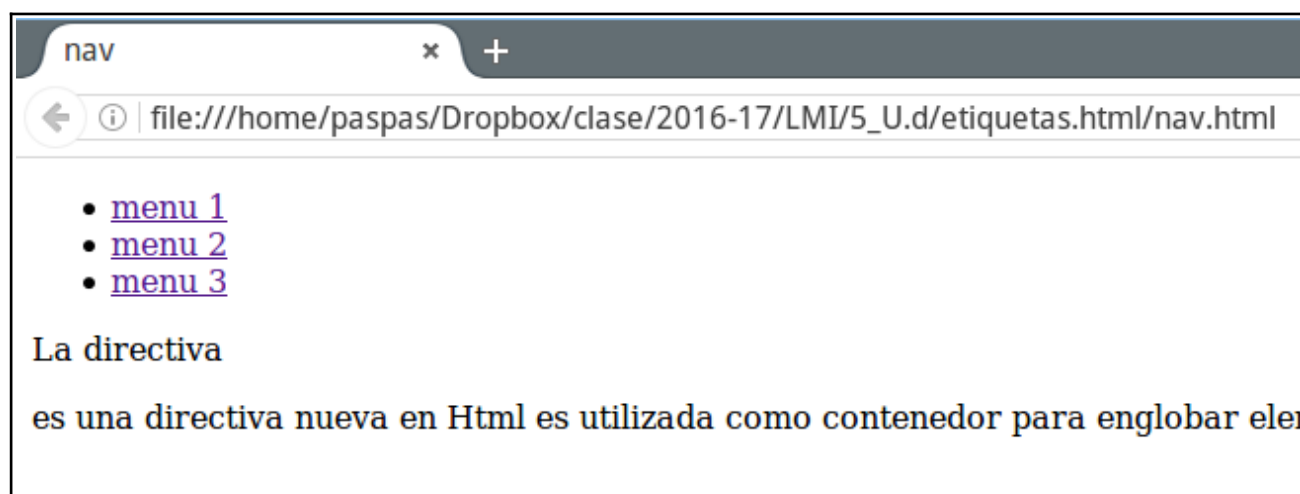 nav
file:///home/paspas/Dropbox/clase/2016-17/LMI/5_U.d/etiquetas.html/nav.html
menu 1
menu 2
menu 3
La directiva
es una directiva nueva en Html es utilizada como contenedor para englobar